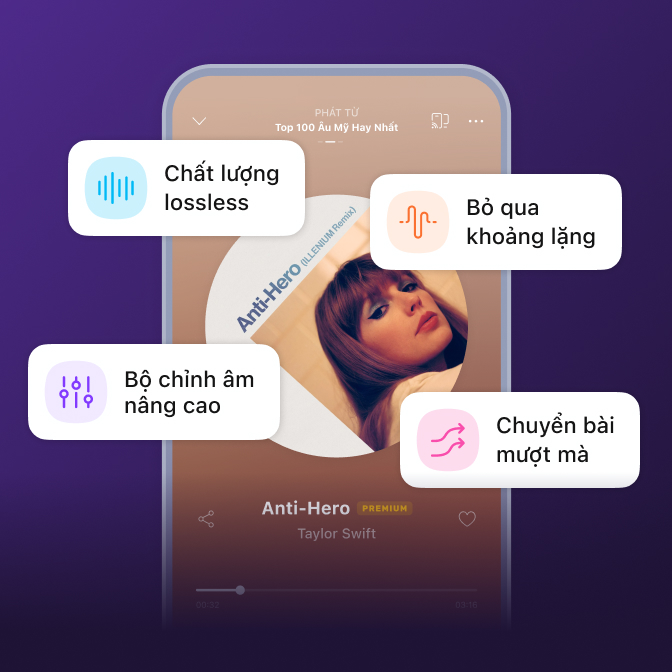 PHÁT TỪ
Top 100 Âu Mỹ Hay Nhất
Chất lượng
lossless
Bỏ qua
khoảng lặng
Anti-Hero (ILLENIUM Remix)
Bộ chỉnh âm
nâng cao
Chuyển bài
mượt mà
Anti-Hero PREMIUM
Taylor Swift
00:32
03:16